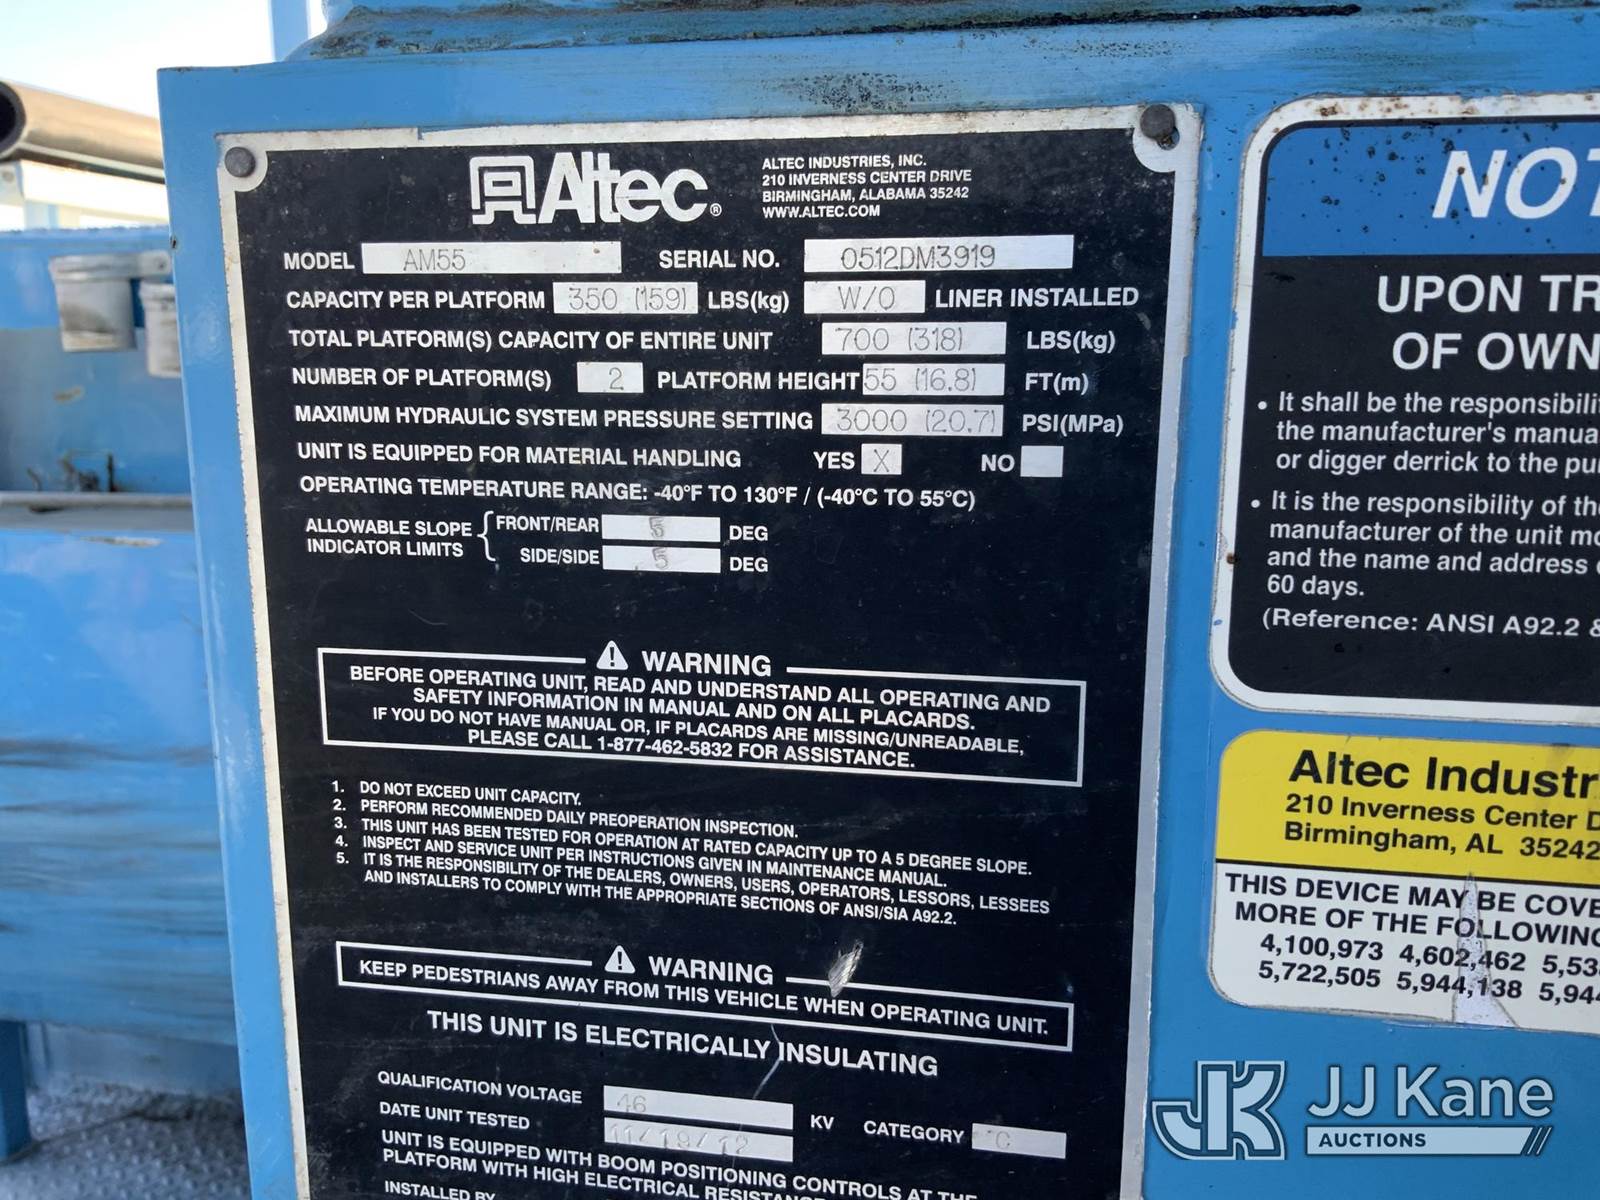 Altec®
ALTEC INDUSTRIES, INC.
210 INVERNESS CENTER DRIVE
BIRMINGHAM, ALABAMA 35242
WWW.ALTEC.COM
MODEL AM55 SERIAL NO. 0512DM3919
CAPACITY PER PLATFORM 350 (159) LBS(kg) W/O LINER INSTALLED
TOTAL PLATFORM(S) CAPACITY OF ENTIRE UNIT 700 (318) LBS(kg)
NUMBER OF PLATFORM(S) 2 PLATFORM HEIGHT 55 (16.8) FT(m)
MAXIMUM HYDRAULIC SYSTEM PRESSURE SETTING 3000 (20.7) PSI(MPa)
UNIT IS EQUIPPED FOR MATERIAL HANDLING YES X NO
OPERATING TEMPERATURE RANGE: -40°F TO 130°F / (-40°C TO 55°C)
ALLOWABLE SLOPE INDICATOR LIMITS
FRONT/REAR 5 DEG
SIDE/SIDE 5 DEG
WARNING
BEFORE OPERATING UNIT, READ AND UNDERSTAND ALL OPERATING AND
SAFETY INFORMATION IN MANUAL AND ON ALL PLACARDS.
IF YOU DO NOT HAVE MANUAL OR, IF PLACARDS ARE MISSING/UNREADABLE,
PLEASE CALL 1-877-462-5832 FOR ASSISTANCE.
1. DO NOT EXCEED UNIT CAPACITY.
2. PERFORM RECOMMENDED DAILY PREOPERATION INSPECTION.
3. THIS UNIT HAS BEEN TESTED FOR OPERATION AT RATED CAPACITY UP TO A 5 DEGREE SLOPE.
4. INSPECT AND SERVICE UNIT PER INSTRUCTIONS GIVEN IN MAINTENANCE MANUAL.
5. IT IS THE RESPONSIBILITY OF THE DEALERS, OWNERS, USERS, OPERATORS, LESSORS, LESSEES
AND INSTALLERS TO COMPLY WITH THE APPROPRIATE SECTIONS OF ANSI/SIA A92.2.
WARNING
KEEP PEDESTRIANS AWAY FROM THIS VEHICLE WHEN OPERATING UNIT.
THIS UNIT IS ELECTRICALLY INSULATING
QUALIFICATION VOLTAGE 46 KV CATEGORY C
DATE UNIT TESTED 11/19/12
UNIT IS EQUIPPED WITH BOOM POSITIONING CONTROLS AT THE
PLATFORM WITH HIGH ELECTRICAL
INSTALLED BY
NOT
UPON TR
OF OWN
• It shall be the
the manufacturer's
or digger derrick to the
• It is the responsibility of
manufacturer of the unit
and the name and address
60 days.
(Reference: ANSI A92.2 &
Altec
210 Inverness Center
Birmingham, AL 35242
THIS DEVICE MAY BE
MORE OF THE
4,100,973 4,602,462 5,53
5,722,505 5,944,138 5,944
JK JJ Kane
AUCTIONS